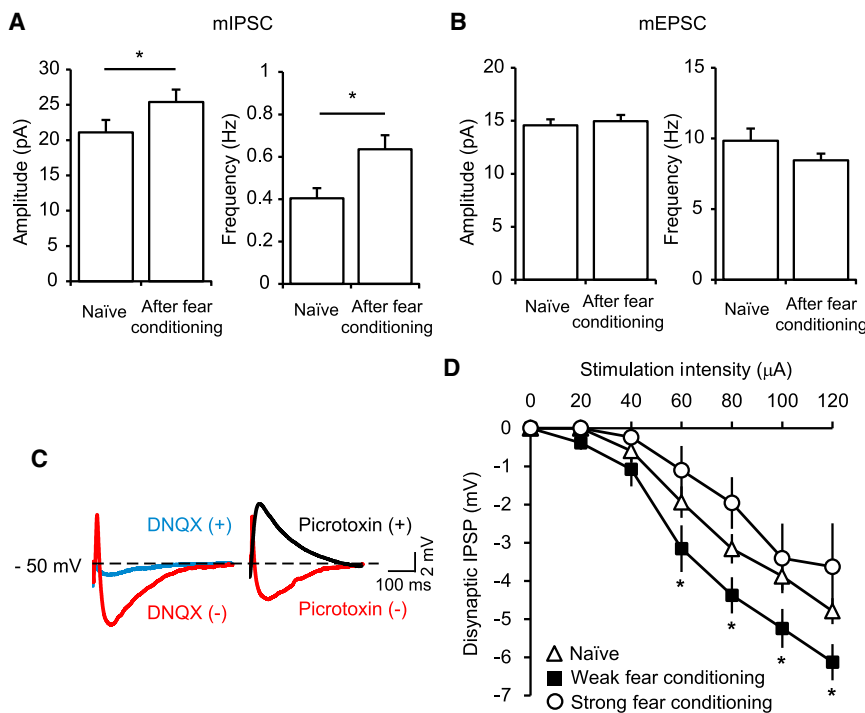 A
mIPSC
Amplitude (pA)
30
25
20
15
10
5
0
*
Naïve
After fear
conditioning
Frequency (Hz)
1
0.8
0.6
0.4
0.2
0
*
Naïve
After fear
conditioning
B
mEPSC
Amplitude (pA)
20
15
10
5
0
Naïve
After fear
conditioning
Frequency (Hz)
15
10
5
0
Naïve
After fear
conditioning
C
DNQX (+)
- 50 mV
DNQX (-)
Picrotoxin (+)
2 mV
100 ms
Picrotoxin (-)
D
Stimulation intensity (μA)
0 20 40 60 80 100 120
Disynaptic IPSP (mV)
0
-1
-2
-3
-4
-5
-6
-7
* * * *
Naïve
Weak fear conditioning
Strong fear conditioning